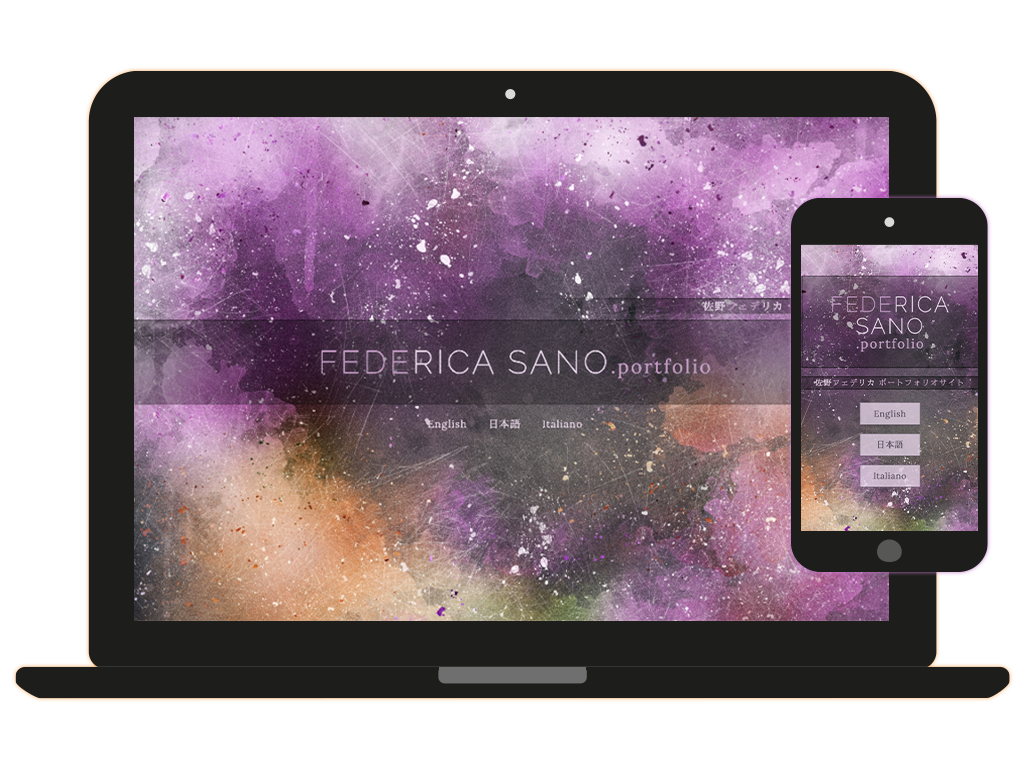 佐野フェデリカ
FEDERICA SANO.portfolio
English 日本語 Italiano
FEDERICA
SANO
.portfolio
佐野フェデリカ ポートフォリオサイト
English
日本語
Italiano